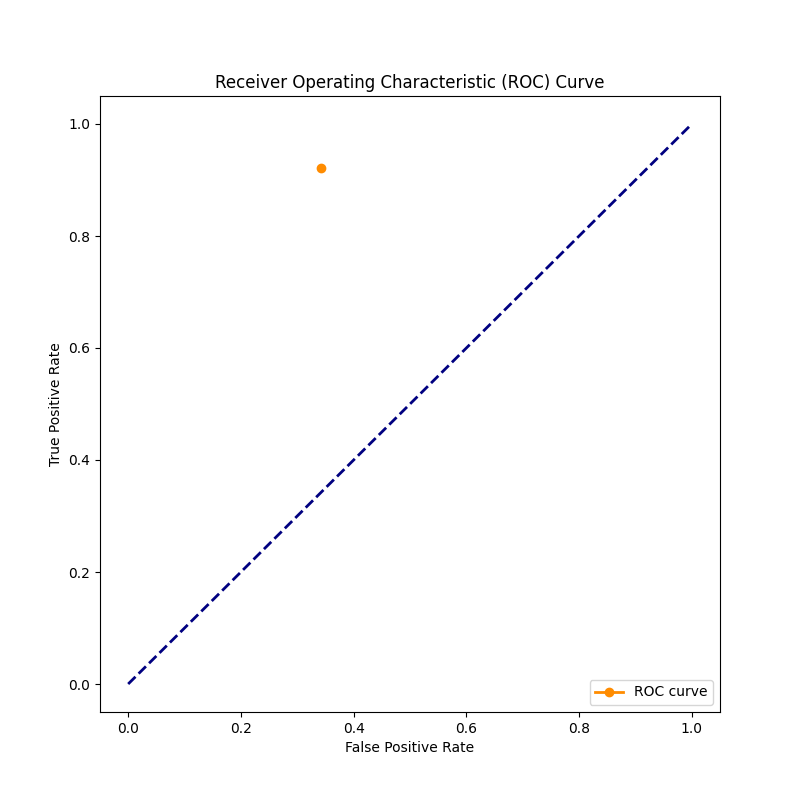 Receiver Operating Characteristic (ROC) Curve
1.0
0.8
0.6
0.4
0.2
0.0
True Positive Rate
ROC curve
0.0 0.2 0.4 0.6 0.8 1.0
False Positive Rate